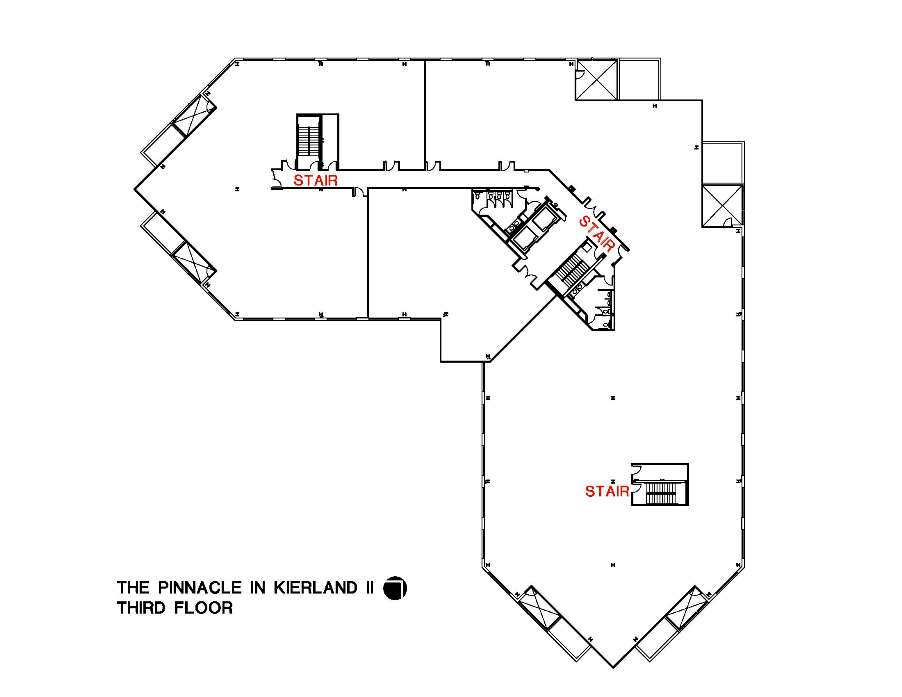 STAIR
STAIR
STAIR
THE PINNACLE IN KIERLAND II
THIRD FLOOR